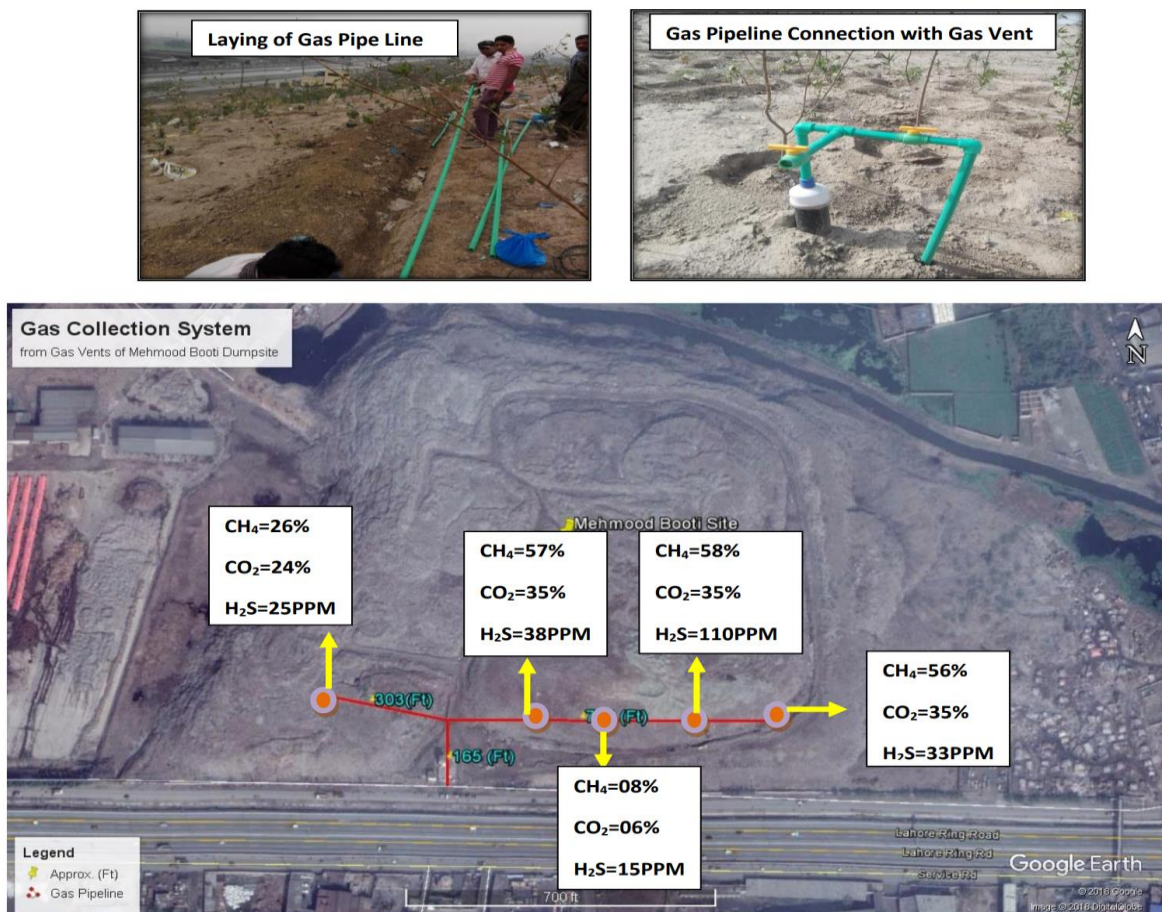 Laying of Gas Pipe Line
Gas Pipeline Connection with Gas Vent
Gas Collection System
from Gas Vents of Mehmood Booti Dumpsite
N
Mehmood Booti Site
CH₄=26%
CO₂=24%
H₂S=25PPM
CH₄=57%
CO₂=35%
H₂S=38PPM
CH₄=58%
CO₂=35%
H₂S=110PPM
CH₄=56%
CO₂=35%
H₂S=33PPM
303(Ft)
(Ft)
165 (Ft)
CH₄=08%
CO₂=06%
H₂S=15PPM
Lahore Ring Road
Lahore Ring Rd
Service Rd
Legend
Approx. (Ft)
Gas Pipeline
700 ft
Google Earth
© 2018 Google
Image © 2018 DigitalGlobe